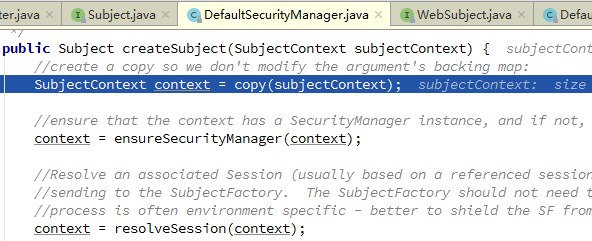 ter.java × Subject.java × DefaultSecurityManager.java × WebSubject.java × Defau
*/
public Subject createSubject(SubjectContext subjectContext) { subjectCont
//create a copy so we don't modify the argument's backing map:
SubjectContext context = copy(subjectContext); subjectContext: size
//ensure that the context has a SecurityManager instance, and if not,
context = ensureSecurityManager(context);
//Resolve an associated Session (usually based on a referenced session
//sending to the SubjectFactory. The SubjectFactory should not need t
//process is often environment specific - better to shield the SF from
context = resolveSession(context);